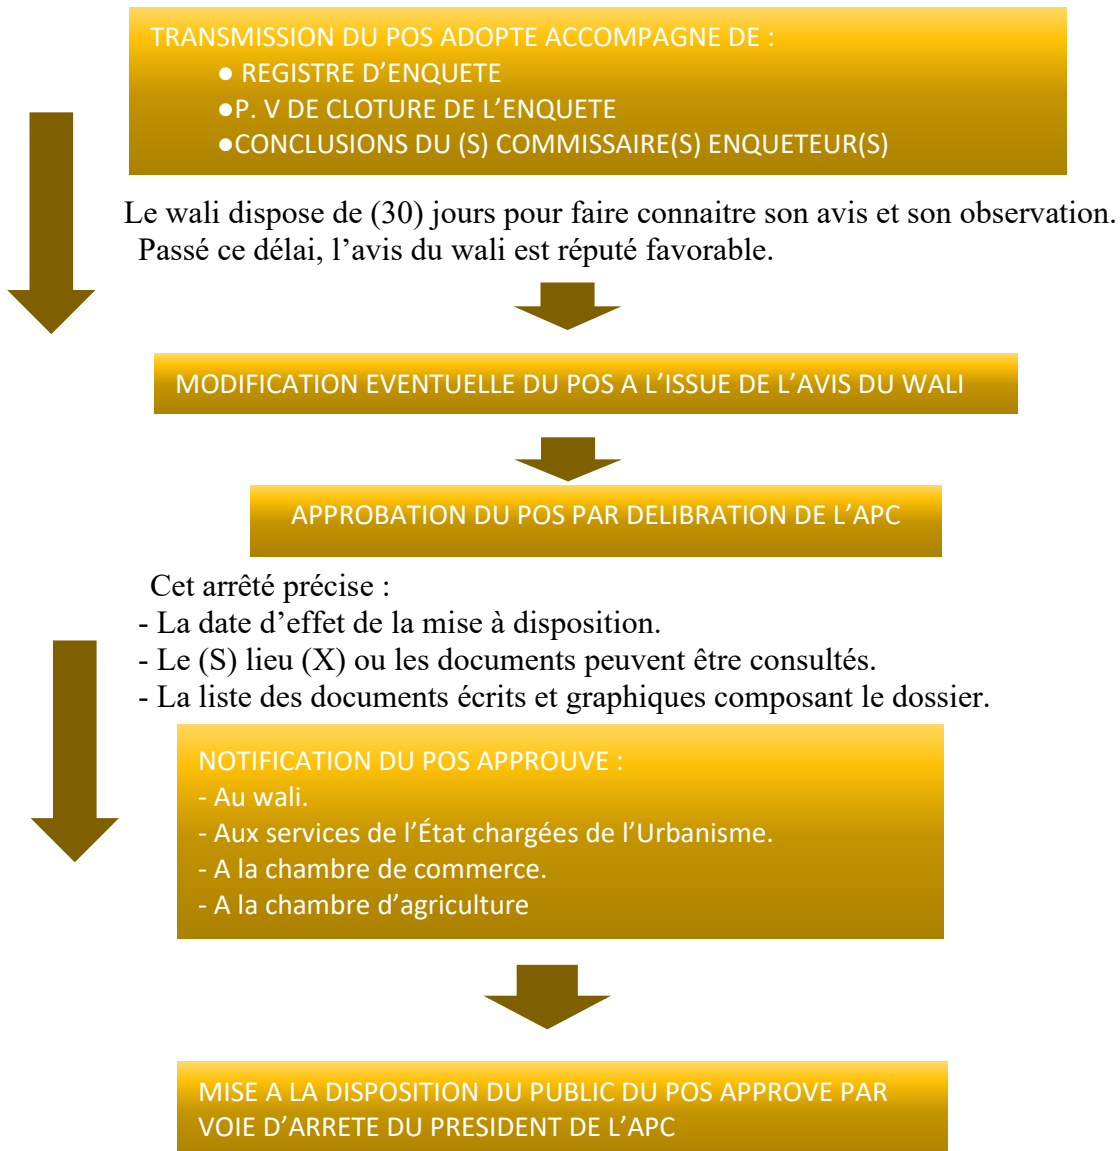 TRANSMISSION DU POS ADOPTE ACCOMPAGNE DE :
● REGISTRE D’ENQUETE
●P. V DE CLOTURE DE L’ENQUETE
●CONCLUSIONS DU (S) COMMISSAIRE(S) ENQUETEUR(S)
Le wali dispose de (30) jours pour faire connaitre son avis et son observation.
Passé ce délai, l’avis du wali est réputé favorable.
MODIFICATION EVENTUELLE DU POS A L’ISSUE DE L’AVIS DU WALI
APPROBATION DU POS PAR DELIBRATION DE L’APC
Cet arrêté précise :
- La date d’effet de la mise à disposition.
- Le (S) lieu (X) ou les documents peuvent être consultés.
- La liste des documents écrits et graphiques composant le dossier.
NOTIFICATION DU POS APPROUVE :
- Au wali.
- Aux services de l’État chargées de l’Urbanisme.
- A la chambre de commerce.
- A la chambre d’agriculture
MISE A LA DISPOSITION DU PUBLIC DU POS APPROVE PAR
VOIE D’ARRETE DU PRESIDENT DE L’APC